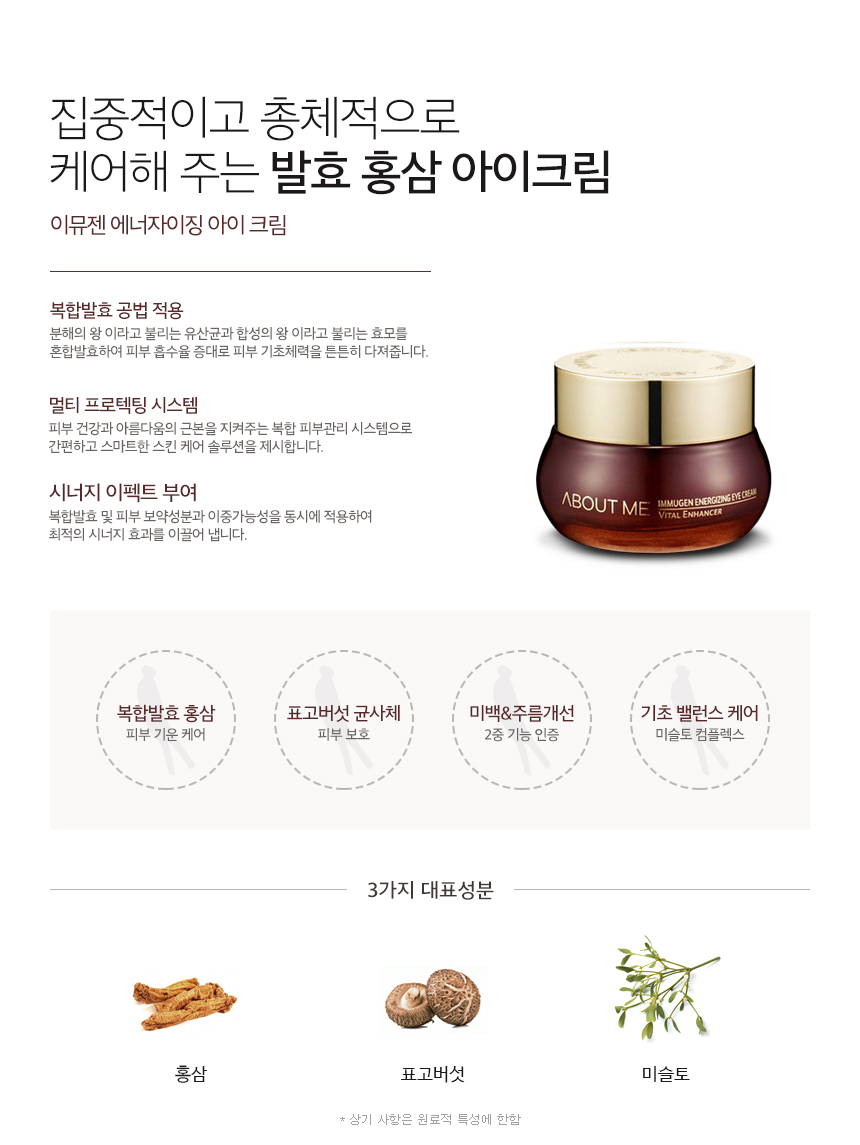 집중적이고 총체적으로
케어해 주는 발효 홍삼 아이크림
이뮤젠 에너자이징 아이 크림
복합발효 공법 적용
분해의 왕 이라고 불리는 유산균과 합성의 왕 이라고 불리는 효모를
혼합발효하여 피부 흡수율 증대로 피부 기초체력을 튼튼히 다져줍니다.
멀티 프로텍팅 시스템
피부 건강과 아름다움의 근본을 지켜주는 복합 피부관리 시스템으로
간편하고 스마트한 스킨 케어 솔루션을 제시합니다.
시너지 이펙트 부여
복합발효 및 피부 보약성분과 이중가능성을 동시에 적용하여
최적의 시너지 효과를 이끌어 냅니다.
ABOUT ME
IMMUGEN ENERGIZING EYE CREAM
VITAL ENHANCER
복합발효 홍삼
피부 기운 케어
표고버섯 균사체
피부 보호
미백&주름개선
2중 기능 인증
기초 밸런스 케어
미슬토 컴플렉스
3가지 대표성분
홍삼
표고버섯
미슬토
* 상기 사항은 원료적 특성에 한함